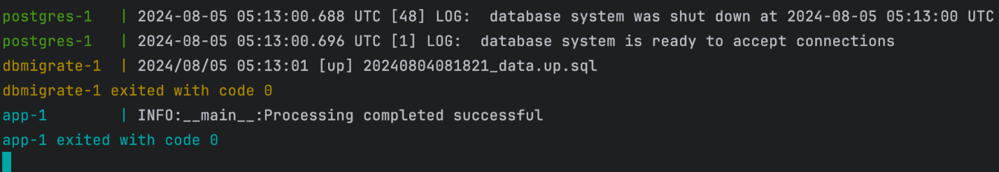 postgres-1   | 2024-08-05 05:13:00.688 UTC [48] LOG:  database system was shut down at 2024-08-05 05:13:00 UTC
postgres-1   | 2024-08-05 05:13:00.696 UTC [1] LOG:  database system is ready to accept connections
dbmigrate-1  | 2024/08/05 05:13:01 [up] 20240804081821_data.up.sql
dbmigrate-1 exited with code 0
app-1        | INFO:__main__:Processing completed successful
app-1 exited with code 0